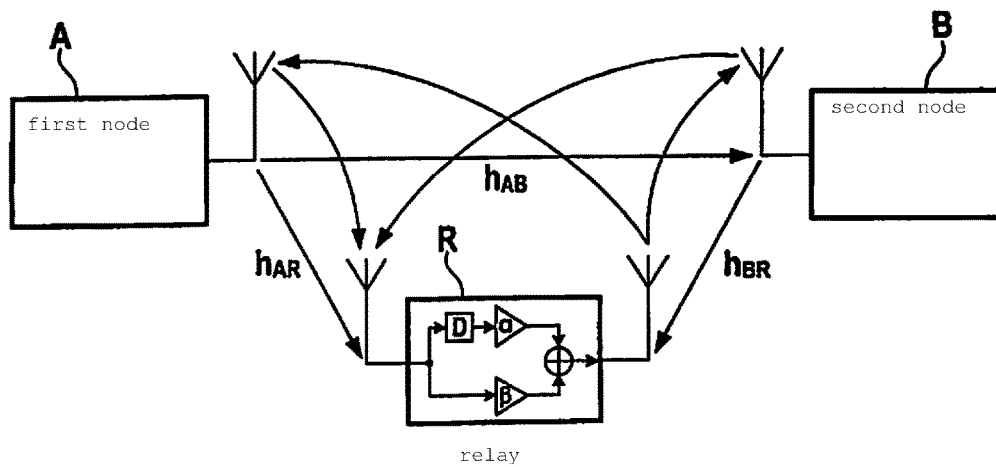 A
B
first node
second node
hAB
hAR
R
hBR
D
α
β
relay